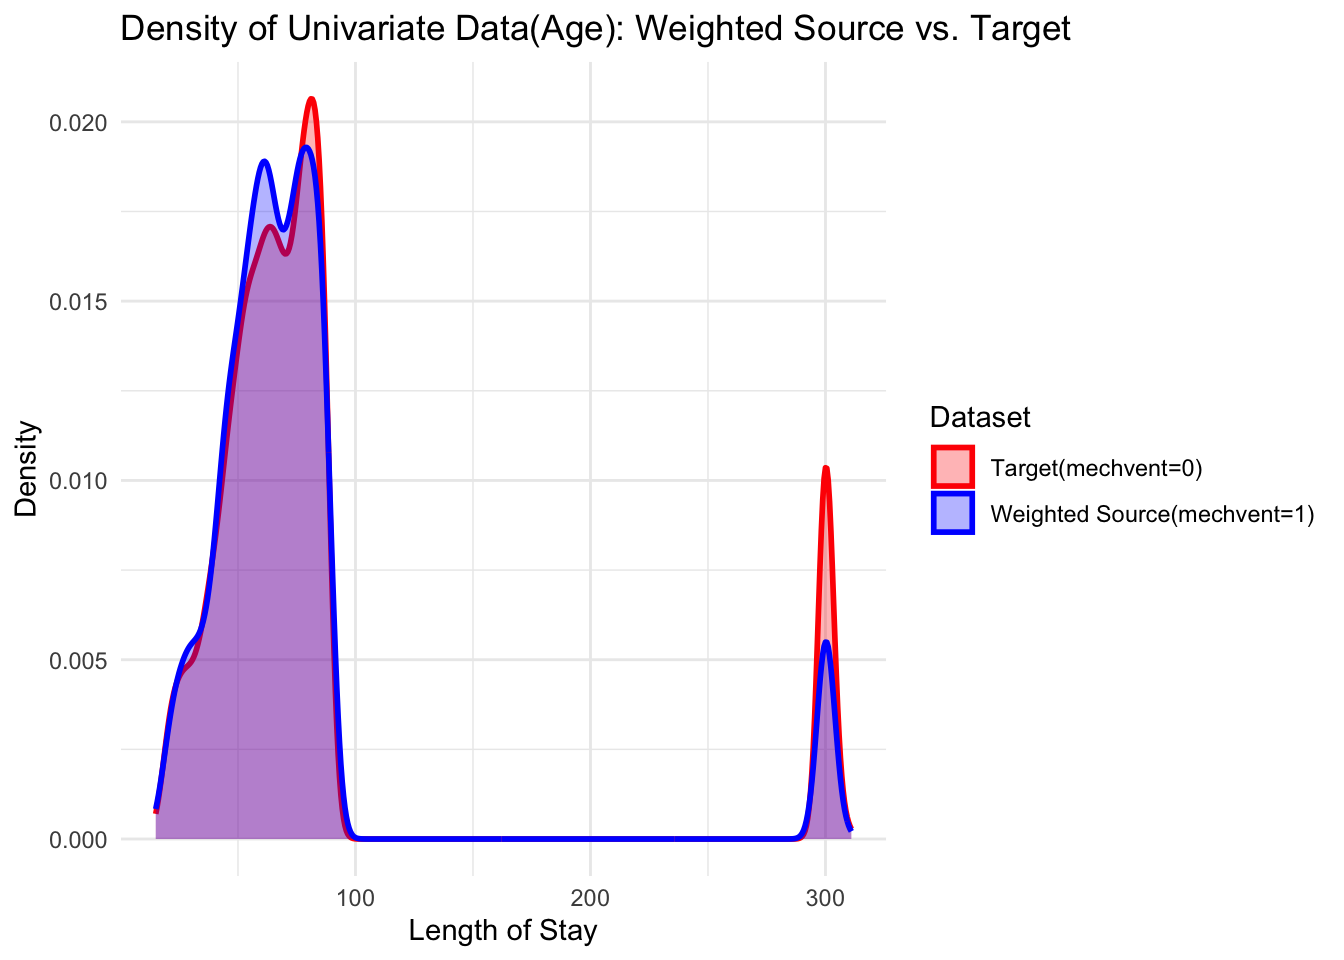 Density of Univariate Data(Age): Weighted Source vs. Target
0.020
0.015
0.010
0.005
0.000
Density
100
200
300
Length of Stay
Dataset
Target(mechvent=0)
Weighted Source(mechvent=1)